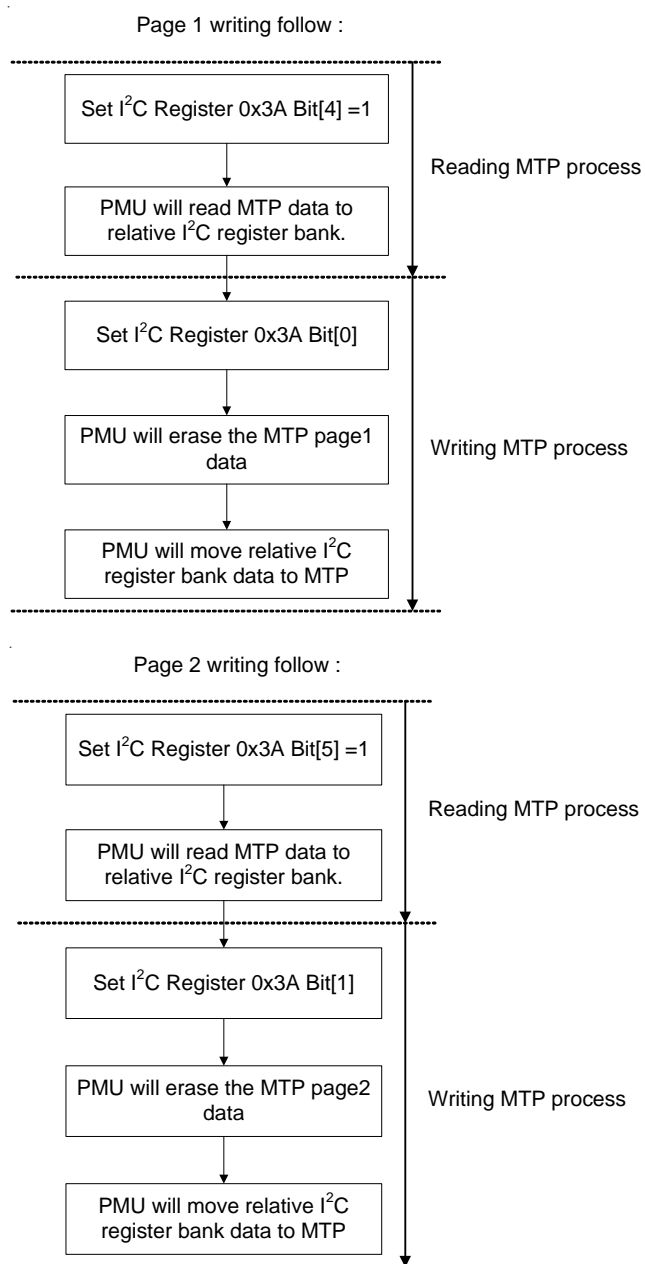 Page 1 writing follow :
Set I²C Register 0x3A Bit[4] =1
PMU will read MTP data to
relative I²C register bank.
Reading MTP process
Set I²C Register 0x3A Bit[0]
PMU will erase the MTP page1
data
PMU will move relative I²C
register bank data to MTP
Writing MTP process
Page 2 writing follow :
Set I²C Register 0x3A Bit[5] =1
PMU will read MTP data to
relative I²C register bank.
Reading MTP process
Set I²C Register 0x3A Bit[1]
PMU will erase the MTP page2
data
PMU will move relative I²C
register bank data to MTP
Writing MTP process